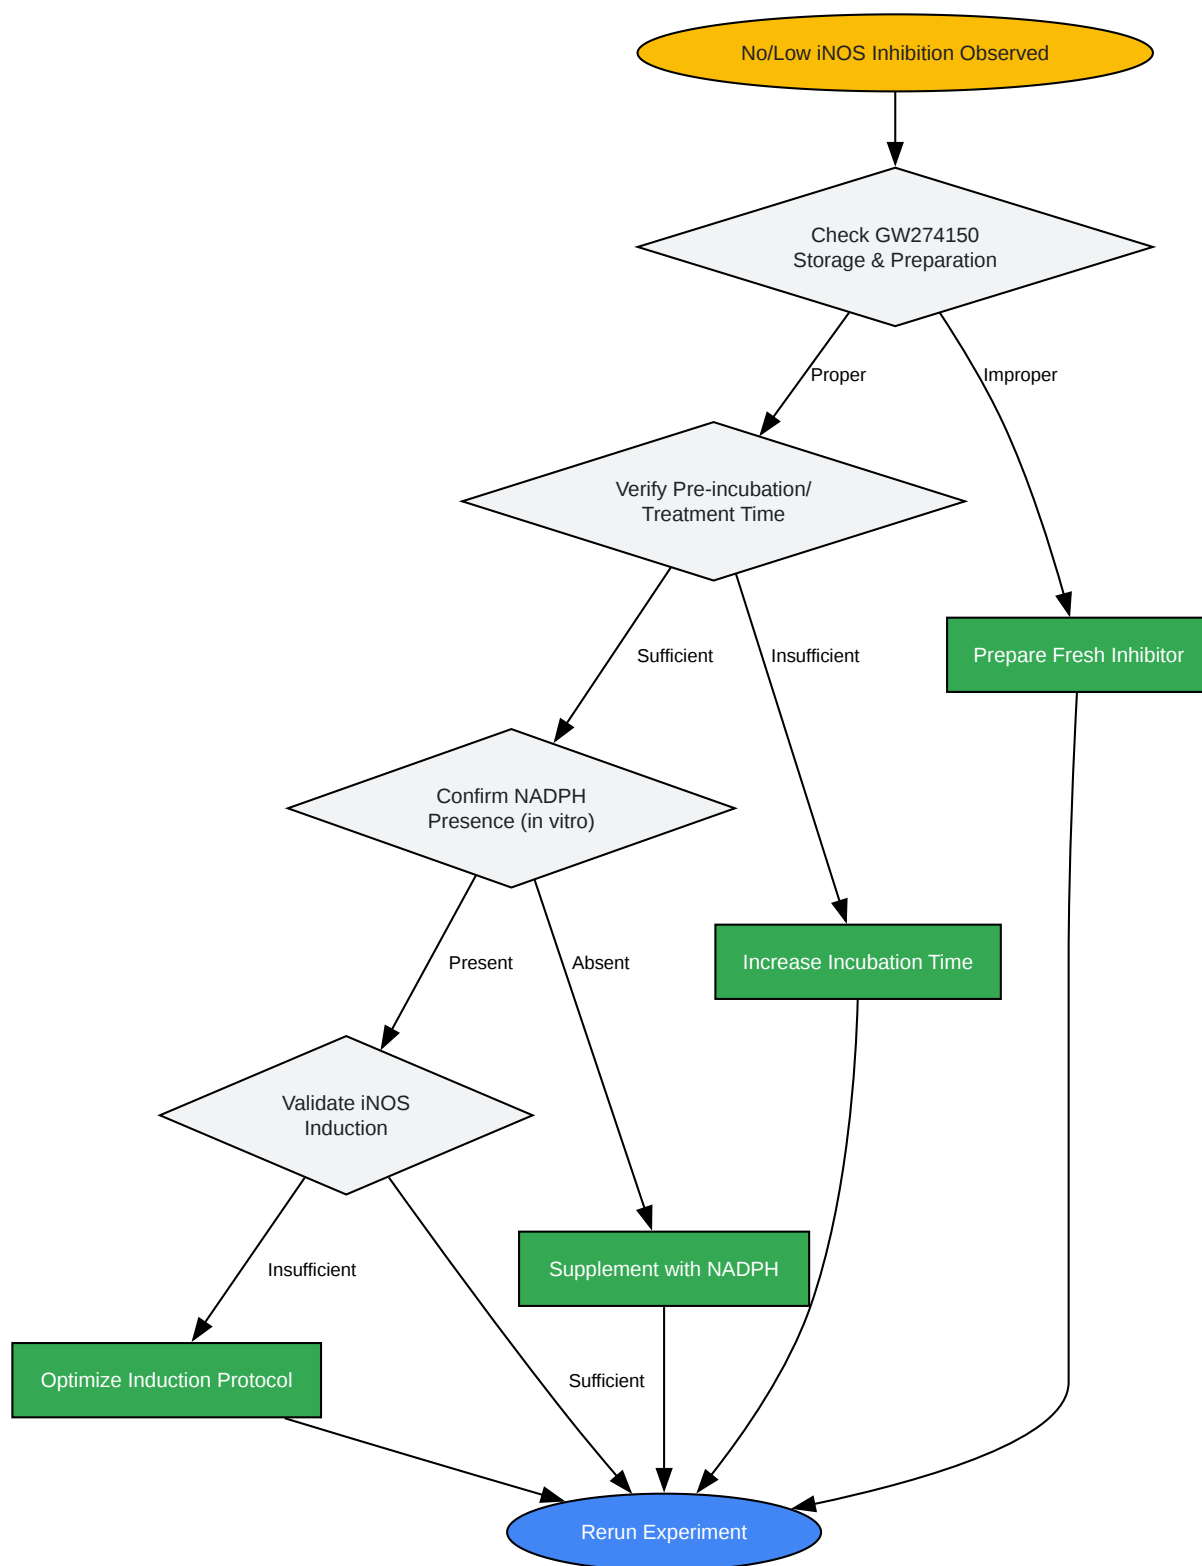 No/Low iNOS Inhibition Observed
Check GW274150
Storage & Preparation
Proper
Improper
Verify Pre-incubation/
Treatment Time
Sufficient
Insufficient
Prepare Fresh Inhibitor
Confirm NADPH
Presence (in vitro)
Present
Absent
Increase Incubation Time
Validate iNOS
Induction
Insufficient
Supplement with NADPH
Optimize Induction Protocol
Sufficient
Rerun Experiment